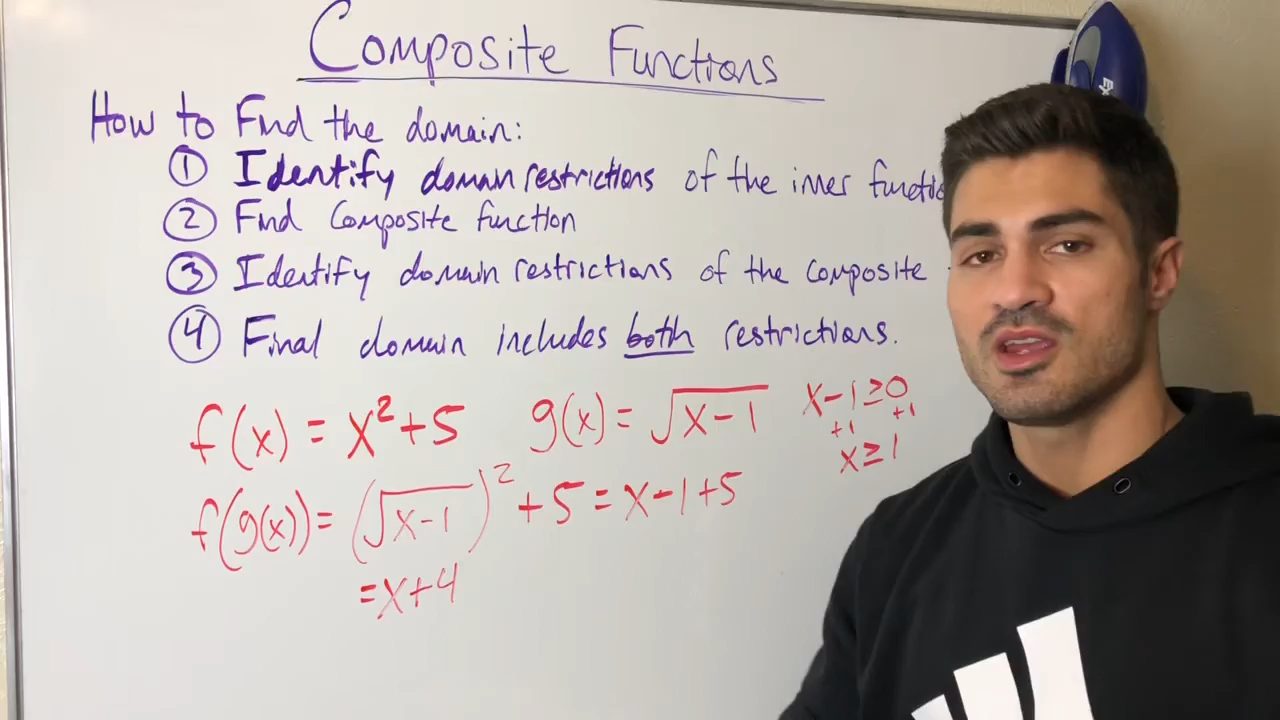 Composite Functions
How to Find the domain:
① Identify domain restrictions of the inner
② Find Composite function
③ Identify domain restrictions of the composite
④ Final domain includes both restrictions.
f(x) = x²+5 g(x) = √(x-1) x-1≥0
+1 +1
x≥1
f(g(x)) = (√(x-1))² +5 = x-1+5
=x+4